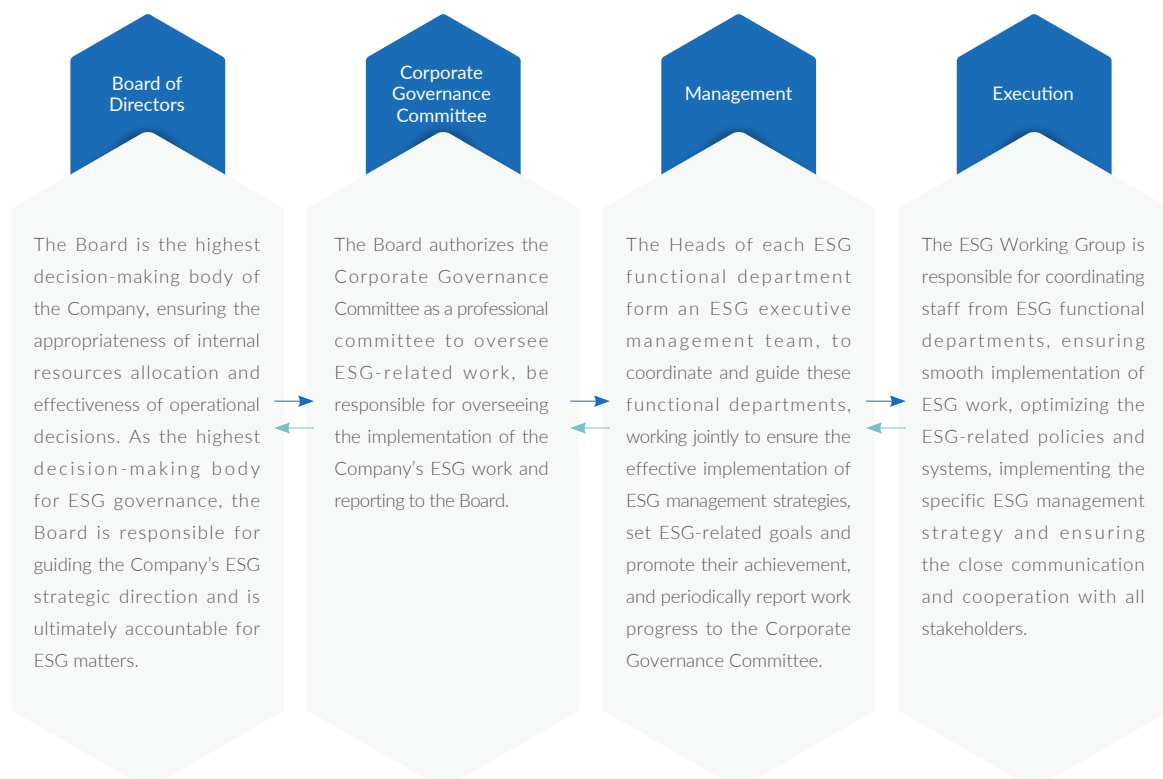 Board of
Directors
The Board is the highest
decision-making body of
the Company, ensuring the
appropriateness of internal
resources allocation and
effectiveness of operational
decisions. As the highest
decision-making body
for ESG governance, the
Board is responsible for
guiding the Company’s ESG
strategic direction and is
ultimately accountable for
ESG matters.
Corporate
Governance
Committee
The Board authorizes the
Corporate Governance
Committee as a professional
committee to oversee
ESG-related work, be
responsible for overseeing
the implementation of the
Company’s ESG work and
reporting to the Board.
Management
The Heads of each ESG
functional department
form an ESG executive
management team, to
coordinate and guide these
functional departments,
working jointly to ensure the
effective implementation of
ESG management strategies,
set ESG-related goals and
promote their achievement,
and periodically report work
progress to the Corporate
Governance Committee.
Execution
The ESG Working Group is
responsible for coordinating
staff from ESG functional
departments, ensuring
smooth implementation of
ESG work, optimizing the
ESG-related policies and
systems, implementing the
specific ESG management
strategy and ensuring
the close communication
and cooperation with all
stakeholders.